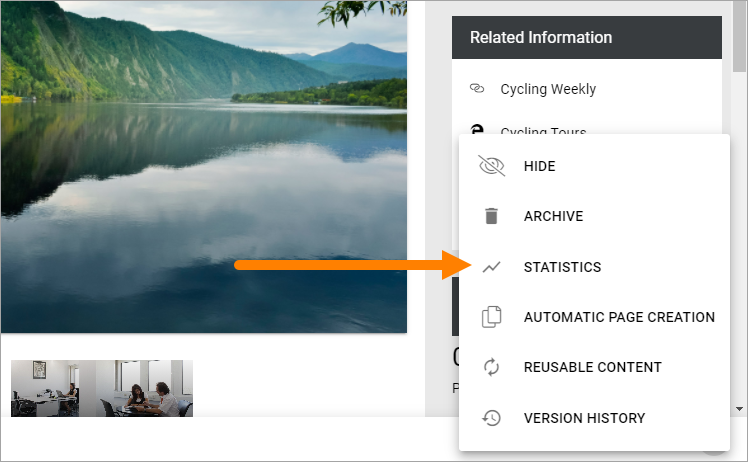 Related Information
Cycling Weekly
Cycling Tours
HIDE
ARCHIVE
STATISTICS
AUTOMATIC PAGE CREATION
REUSABLE CONTENT
VERSION HISTORY